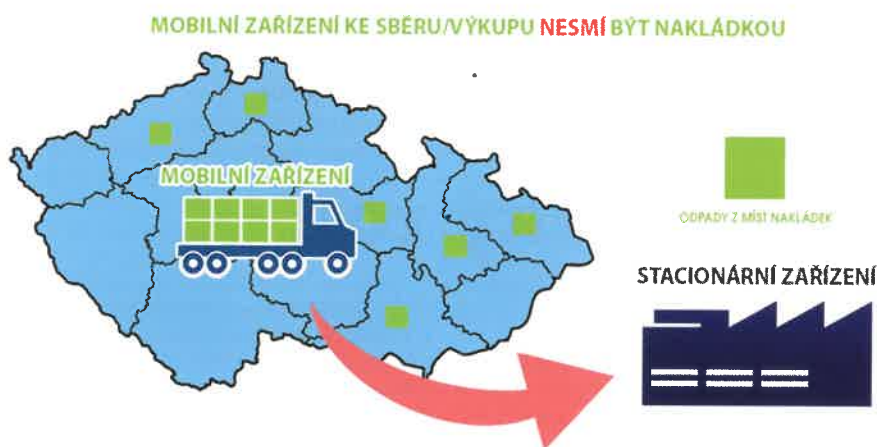 MOBILNÍ ZAŘÍZENÍ KE SBĚRU/VÝKUPU NESMÍ BÝT NAKLÁDKOU
MOBILNÍ ZAŘÍZENÍ
ODPADY Z MÍST NAKLÁDEK
STACIONÁRNÍ ZAŘÍZENÍ